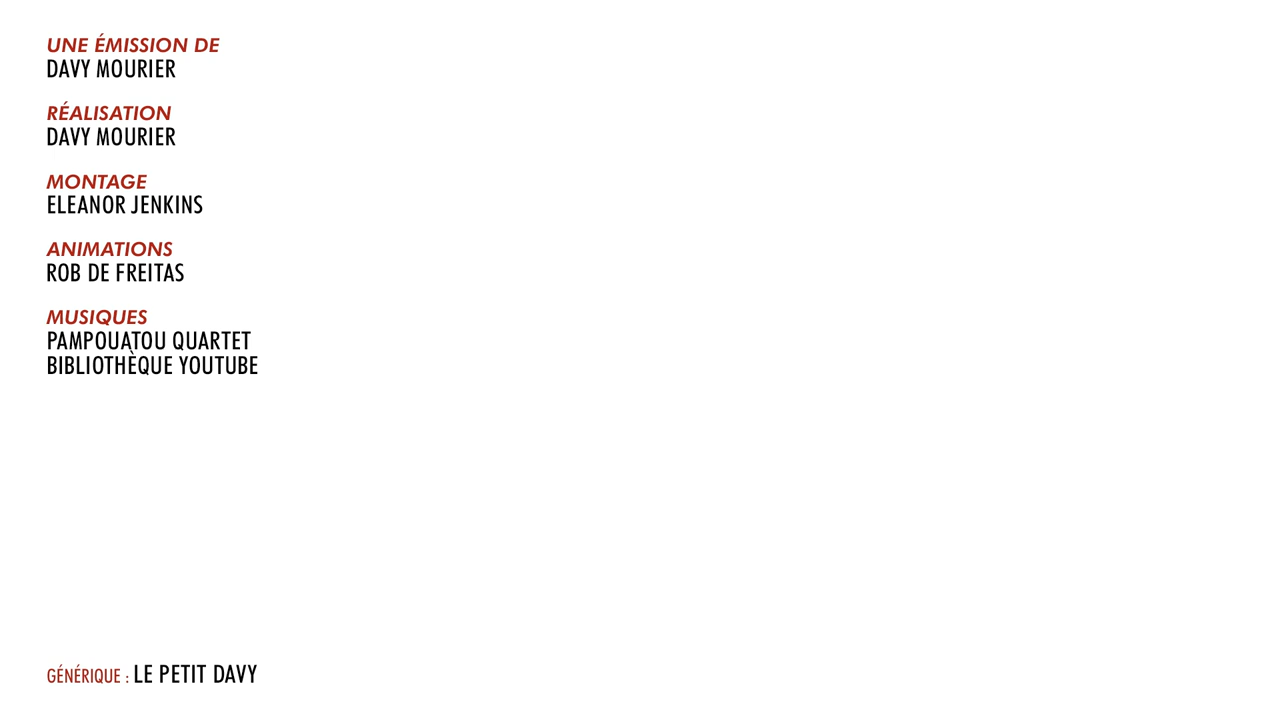 UNE ÉMISSION DE
DAVY MOURIER
RÉALISATION
DAVY MOURIER
MONTAGE
ELEANOR JENKINS
ANIMATIONS
ROB DE FREITAS
MUSIQUES
PAMPOUATOU QUARTET
BIBLIOTHÈQUE YOUTUBE
GÉNÉRIQUE : LE PETIT DAVY